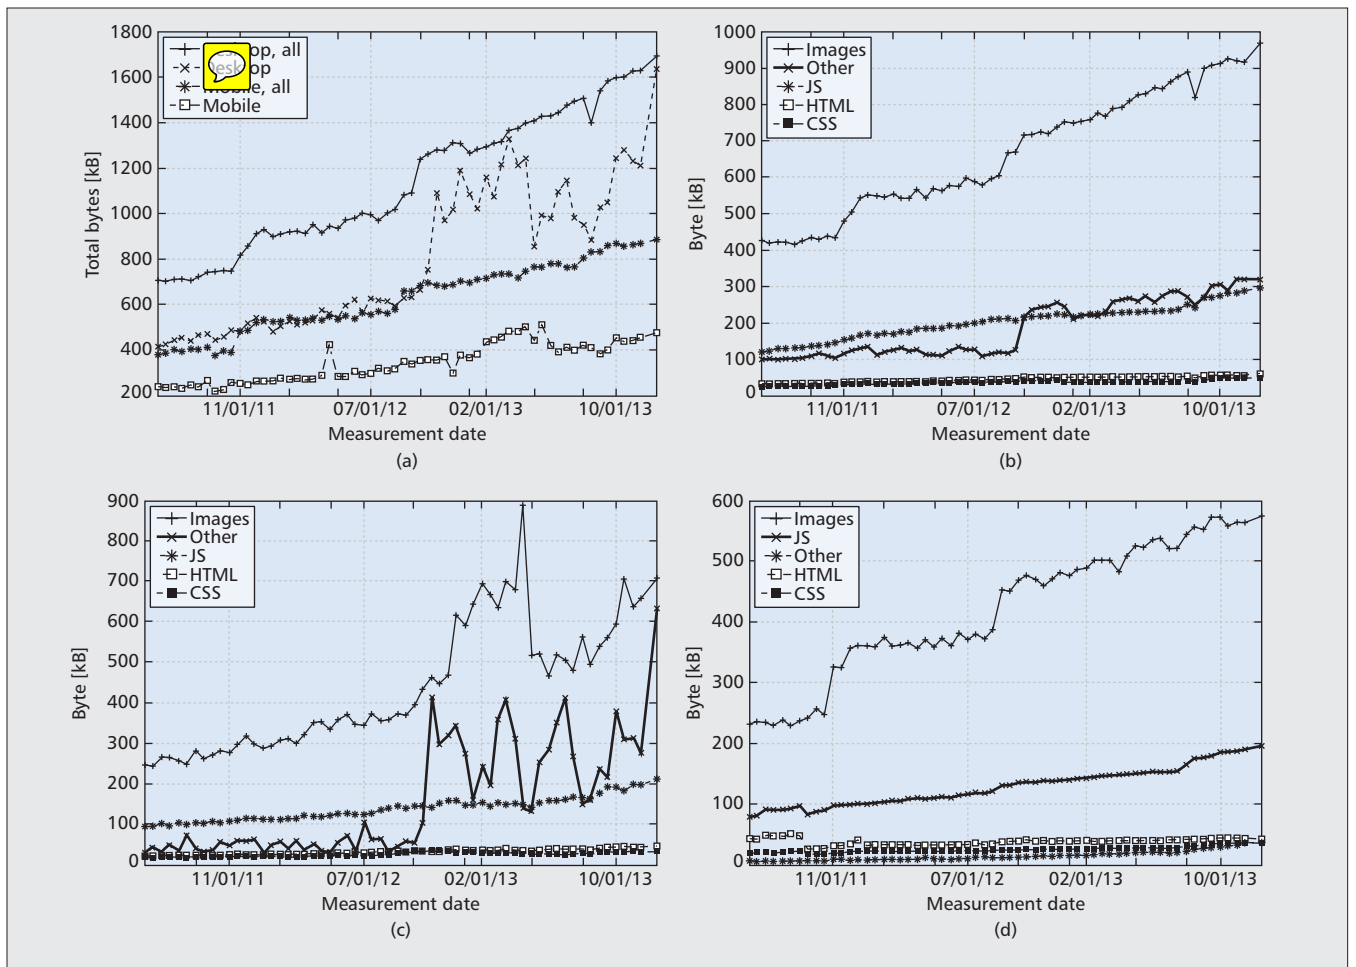 1800
1600
1400
1200
1000
800
600
400
200
Total bytes [kB]
op, all
op
Mobile, all
Mobile
11/01/11
07/01/12
02/01/13
10/01/13
Measurement date
(a)
1000
900
800
700
600
500
400
300
200
100
0
Byte [kB]
Images
Other
JS
HTML
CSS
11/01/11
07/01/12
02/01/13
10/01/13
Measurement date
(b)
900
800
700
600
500
400
300
200
100
0
Byte [kB]
Images
Other
JS
HTML
CSS
11/01/11
07/01/12
02/01/13
10/01/13
Measurement date
(c)
600
500
400
300
200
100
0
Byte [kB]
Images
JS
Other
HTML
CSS
11/01/11
07/01/12
02/01/13
10/01/13
Measurement date
(d)